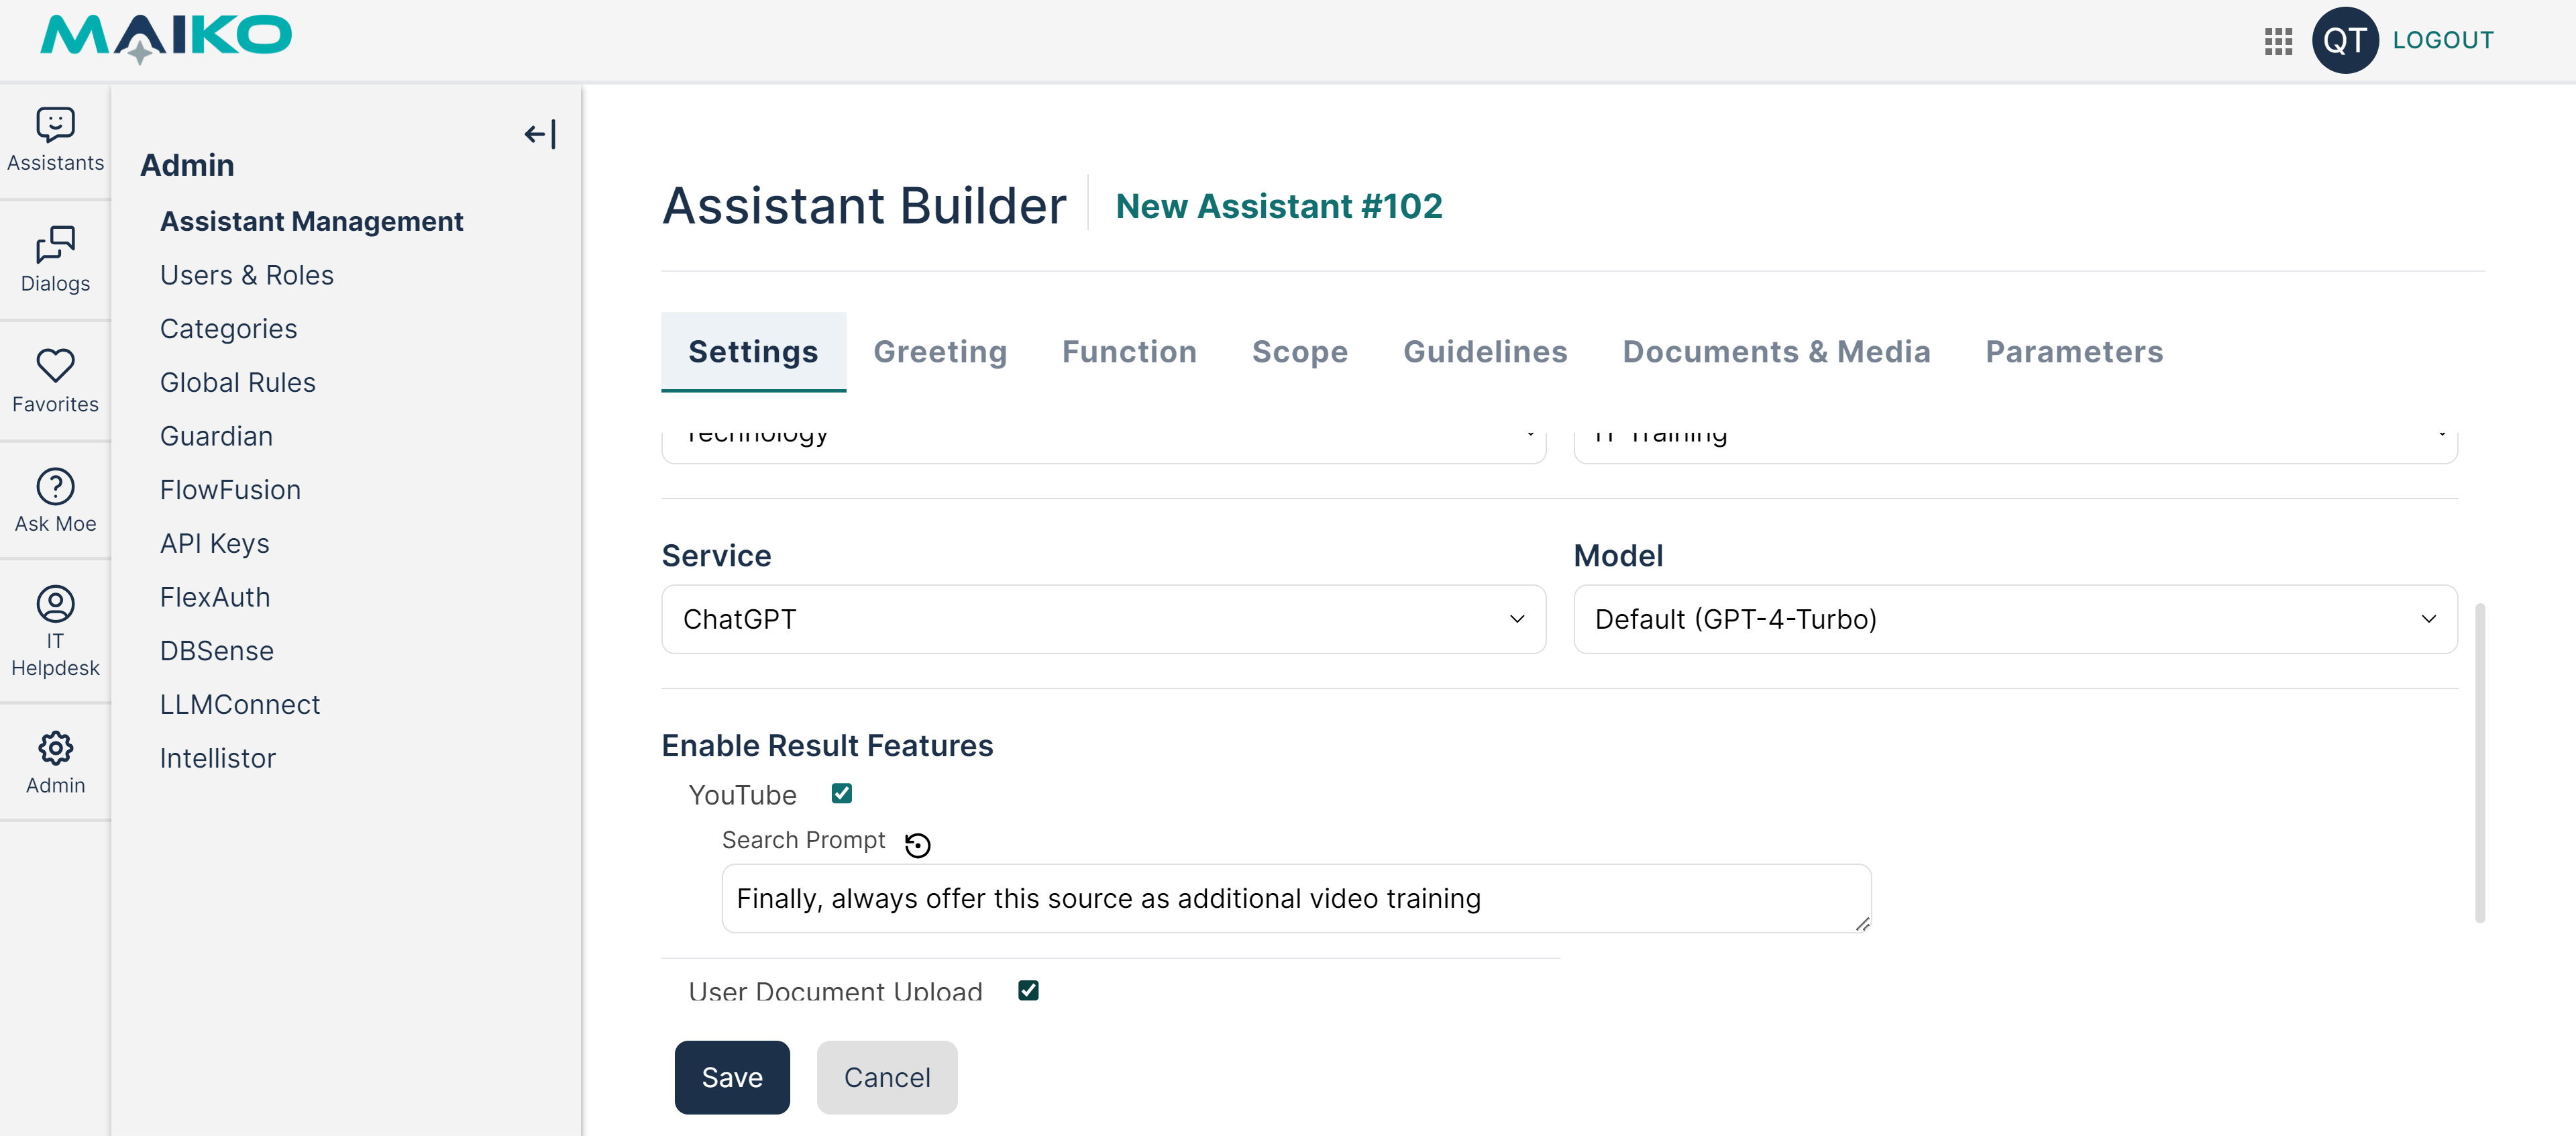 MAIKO
QT LOGOUT
Assistants
Dialogs
Favorites
Ask Moe
IT
Helpdesk
Admin
Admin
Assistant Management
Users & Roles
Categories
Global Rules
Guardian
FlowFusion
API Keys
FlexAuth
DBSense
LLMConnect
Intellistor
Assistant Builder New Assistant #102
Settings Greeting Function Scope Guidelines Documents & Media Parameters
Technology IT Training
Service Model
ChatGPT Default (GPT-4-Turbo)
Enable Result Features
YouTube
Search Prompt
Finally, always offer this source as additional video training
User Document Upload
Save Cancel